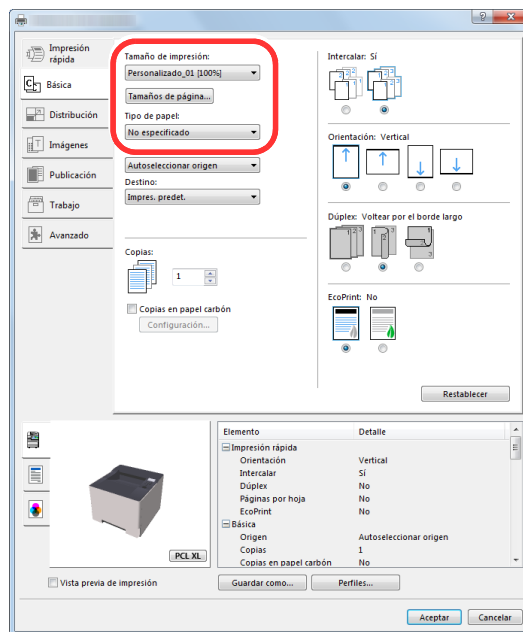 Impresión
rápida
Básica
Distribución
Imágenes
Publicación
Trabajo
Avanzado
Tamaño de impresión:
Personalizado_01 [100%]
Tamaños de página...
Tipo de papel:
No especificado
Autoseleccionar origen
Destino:
Impres. predet.
Copias:
1
Copias en papel carbón
Configuración...
Intercalar: Sí
Orientación: Vertical
Dúplex: Voltear por el borde largo
EcoPrint: No
Restablecer
PCL XL
Vista previa de impresión
Elemento Detalle
Impresión rápida
Orientación Vertical
Intercalar Sí
Dúplex No
Páginas por hoja No
EcoPrint No
Básica
Origen Autoseleccionar origen
Copias 1
Copias en papel carbón No
Guardar como... Perfiles...
Aceptar Cancelar